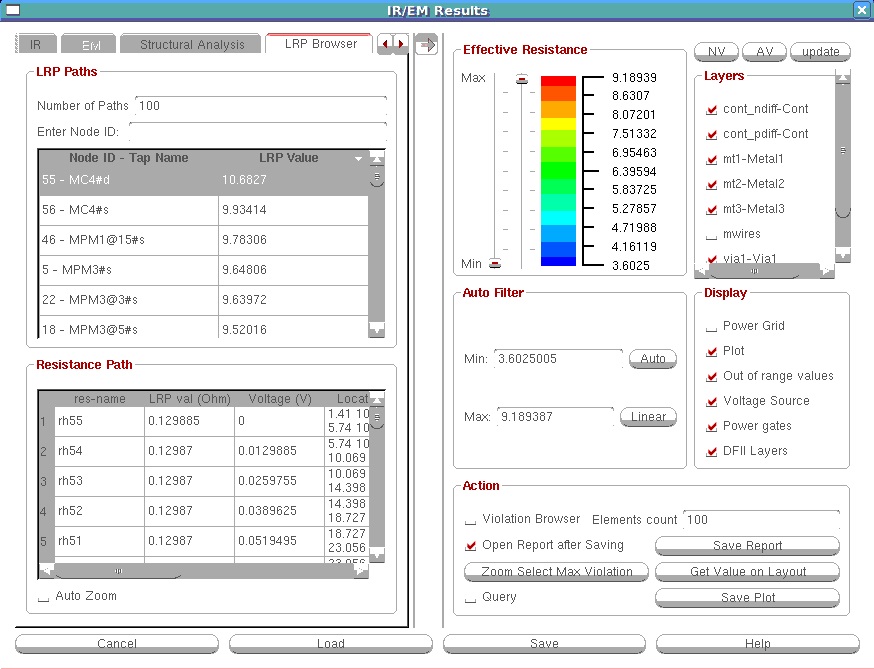 IR/EM Results
IR
ErvI
Structural Analysis
LRP Browser
LRP Paths
Number of Paths 100
Enter Node ID:
Node ID - Tap Name LRP Value
55 - MC4#d 10.6827
56 - MC4#s 9.93414
46 - MPM1@15#s 9.78306
5 - MPM3#s 9.64806
22 - MPM3@3#s 9.63972
18 - MPM3@5#s 9.52016
Resistance Path
res-name LRP val (Ohm) Voltage (V) Locat
1 rh55 0.129885 0 1.41 10
5.74 10
2 rh54 0.12987 0.0129885 5.74 10
10.069
3 rh53 0.12987 0.0259755 10.069
14.398
4 rh52 0.12987 0.0389625 14.398
18.727
5 rh51 0.12987 0.0519495 18.727
23.056
Auto Zoom
Effective Resistance
Max
9.18939
8.6307
8.07201
7.51332
6.95463
6.39594
5.83725
5.27857
4.71988
4.16119
Min
3.6025
NV
AV
update
Layers
cont_ndiff-Cont
cont_pdiff-Cont
mt1-Metal1
mt2-Metal2
mt3-Metal3
mwires
via1-Via1
Auto Filter
Min: 3.6025005 Auto
Max: 9.189387 Linear
Display
Power Grid
Plot
Out of range values
Voltage Source
Power gates
DFII Layers
Action
Violation Browser Elements count 100
Open Report after Saving Save Report
Zoom Select Max Violation Get Value on Layout
Query Save Plot
Cancel Load Save Help